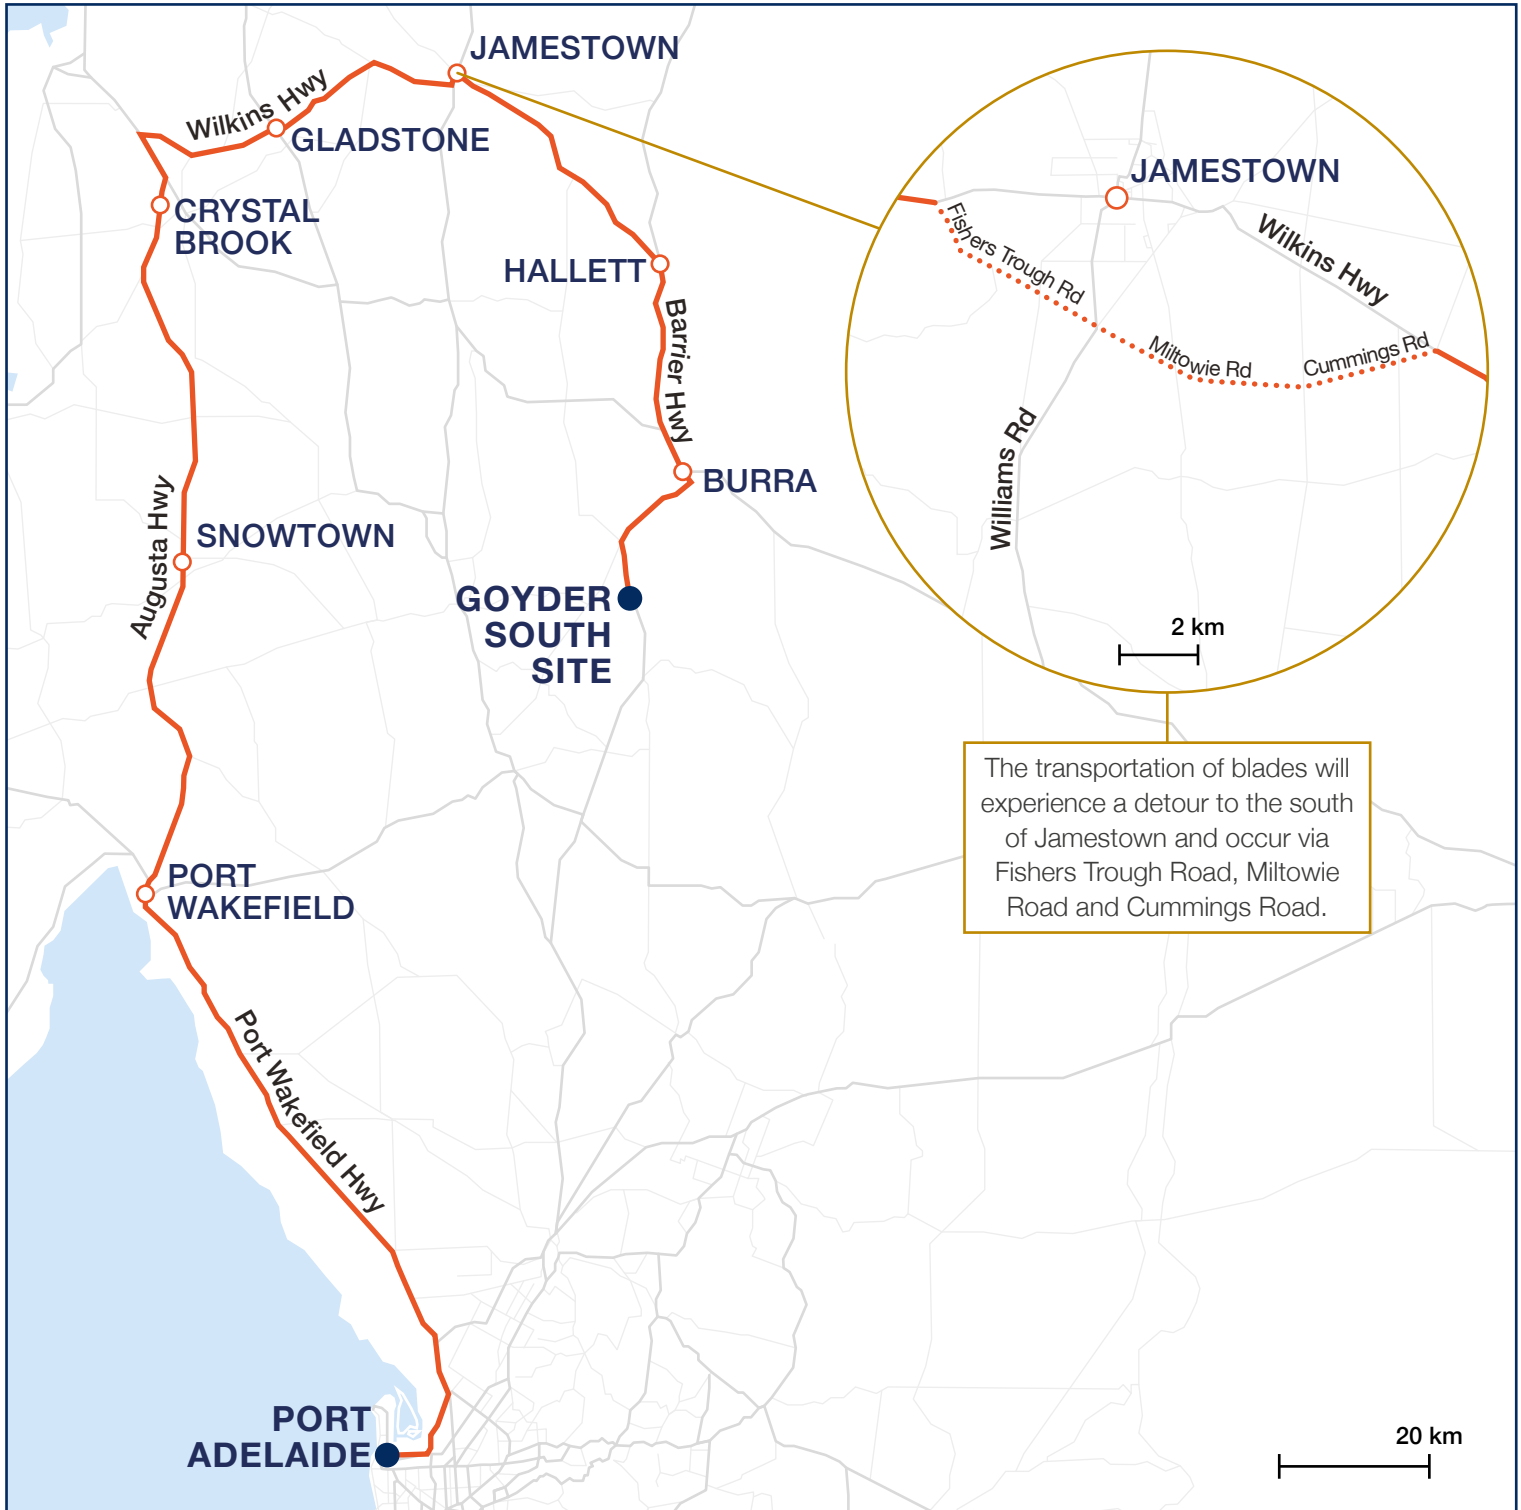 JAMESTOWN
Wilkins Hwy
GLADSTONE
CRYSTAL
BROOK
HALLETT
Barrier Hwy
BURRA
Augusta Hwy
SNOWTOWN
GOYDER
SOUTH
SITE
PORT
WAKEFIELD
Port Wakefield Hwy
PORT
ADELAIDE
JAMESTOWN
Fishers Trough Rd
Wilkins Hwy
Miltowie Rd
Cummings Rd
Williams Rd
2 km
The transportation of blades will
experience a detour to the south
of Jamestown and occur via
Fishers Trough Road, Miltowie
Road and Cummings Road.
20 km